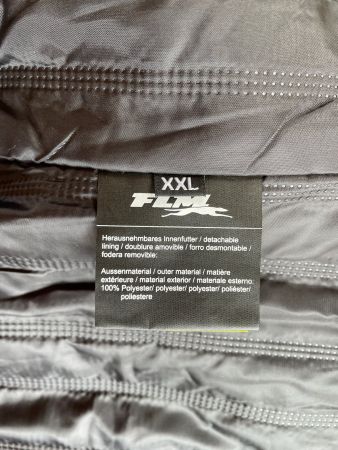 XXL
FLM
Herausnehmbares Innenfutter / detachable
lining / doublure amovible / forro desmontable /
fodera removible:
Aussenmaterial / outer material / matière
extérieure / material exterior / materiale esterno:
100% Polyester/ polyester/ polyester/ poliéster/
poliestere